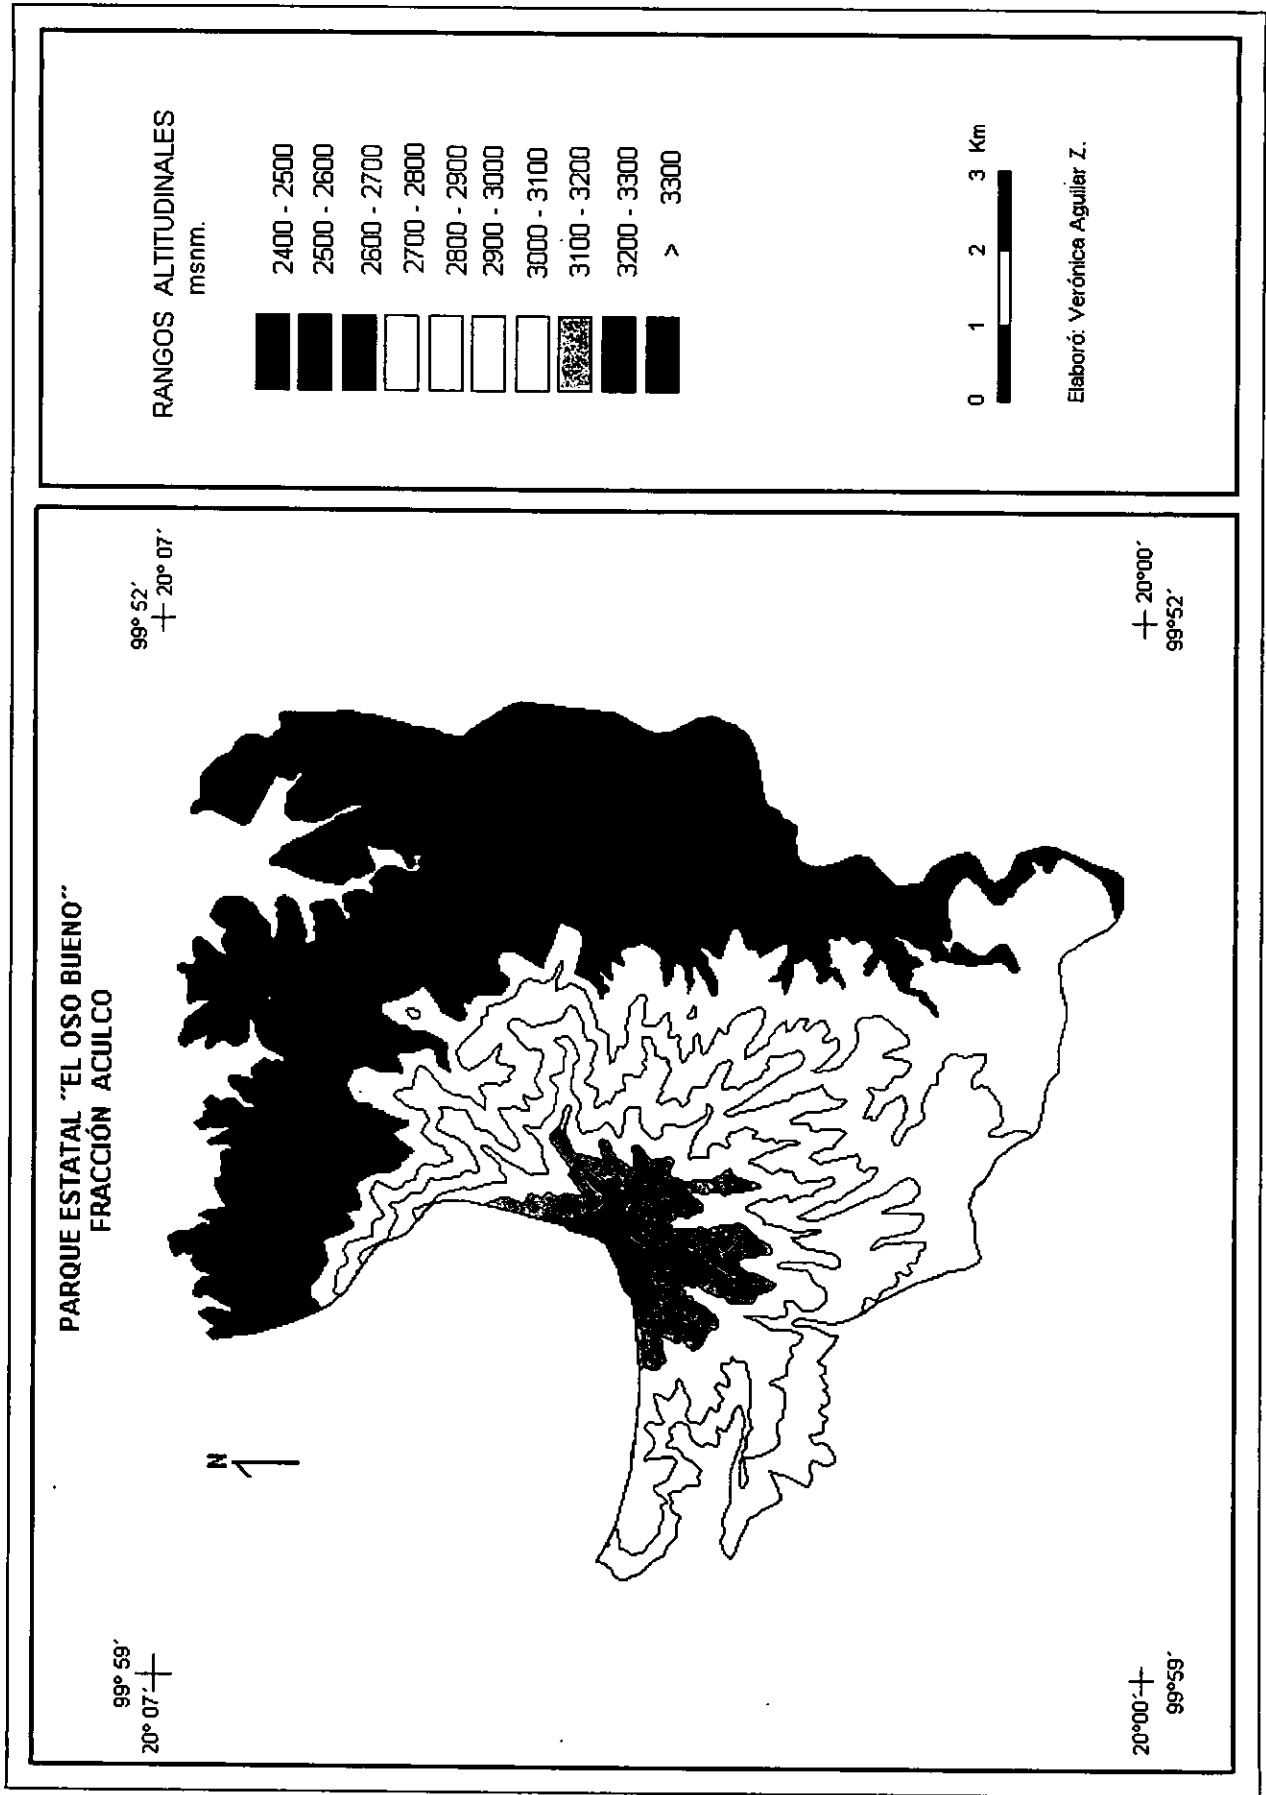 PARQUE ESTATAL "EL OSO BUENO"
FRACCIÓN ACULCO
99° 59´
20° 07´
99° 52´
20° 07´
N
20°00´
99°59´
20°00´
99°52´
RANGOS ALTITUDINALES
msnm.
2400 - 2500
2500 - 2600
2600 - 2700
2700 - 2800
2800 - 2900
2900 - 3000
3000 - 3100
3100 - 3200
3200 - 3300
> 3300
0 1 2 3 Km
Elaboró: Verónica Aguilar Z.